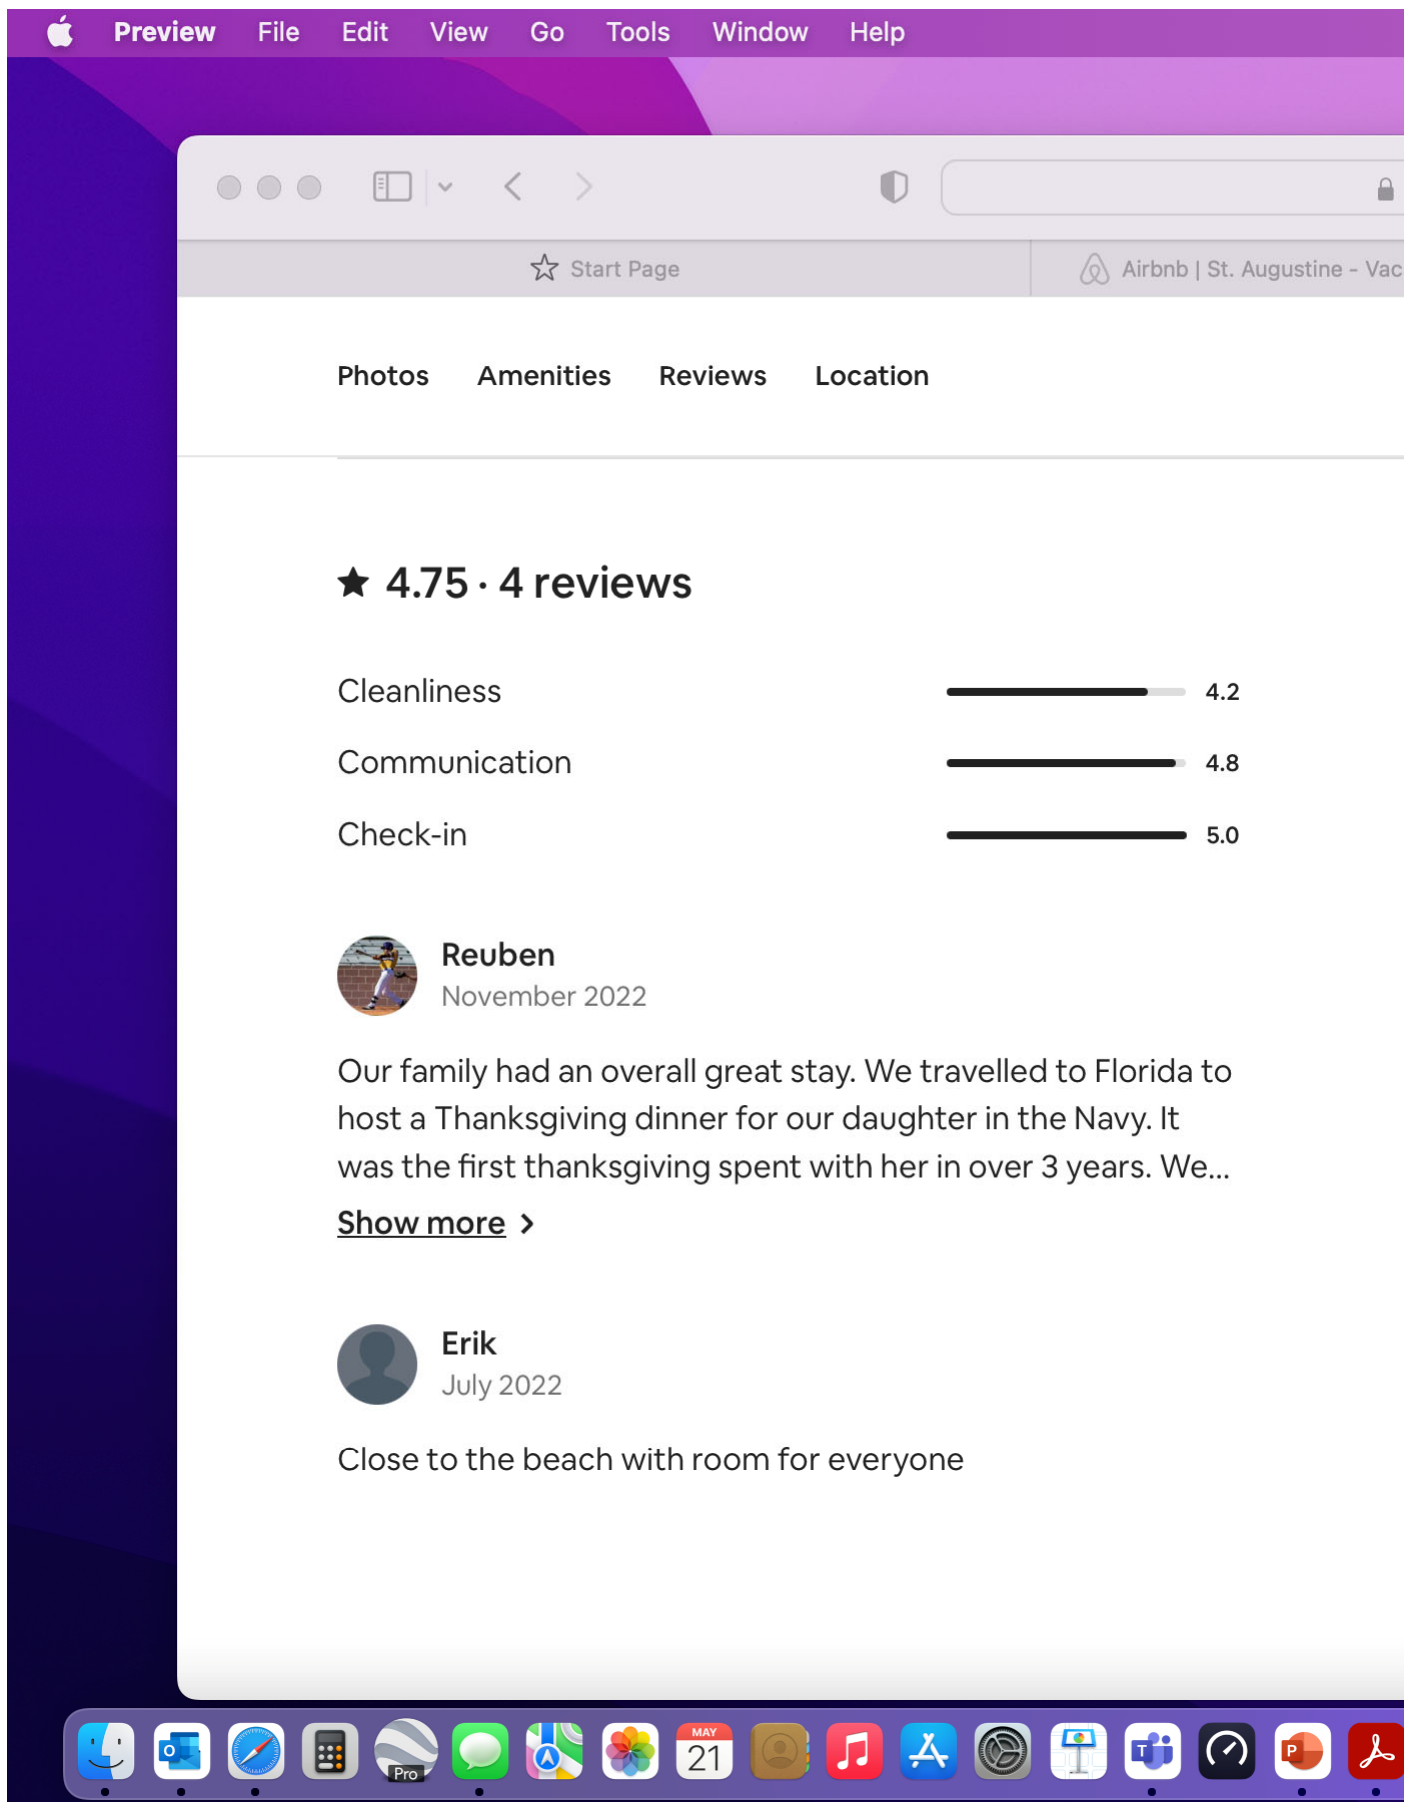 Preview File Edit View Go Tools Window Help
Start Page
Airbnb | St. Augustine - Vac
Photos Amenities Reviews Location
4.75 · 4 reviews
Cleanliness 4.2
Communication 4.8
Check-in 5.0
Reuben
November 2022
Our family had an overall great stay. We travelled to Florida to
host a Thanksgiving dinner for our daughter in the Navy. It
was the first thanksgiving spent with her in over 3 years. We...
Show more
Erik
July 2022
Close to the beach with room for everyone
O
Pro
MAY
21
T
P